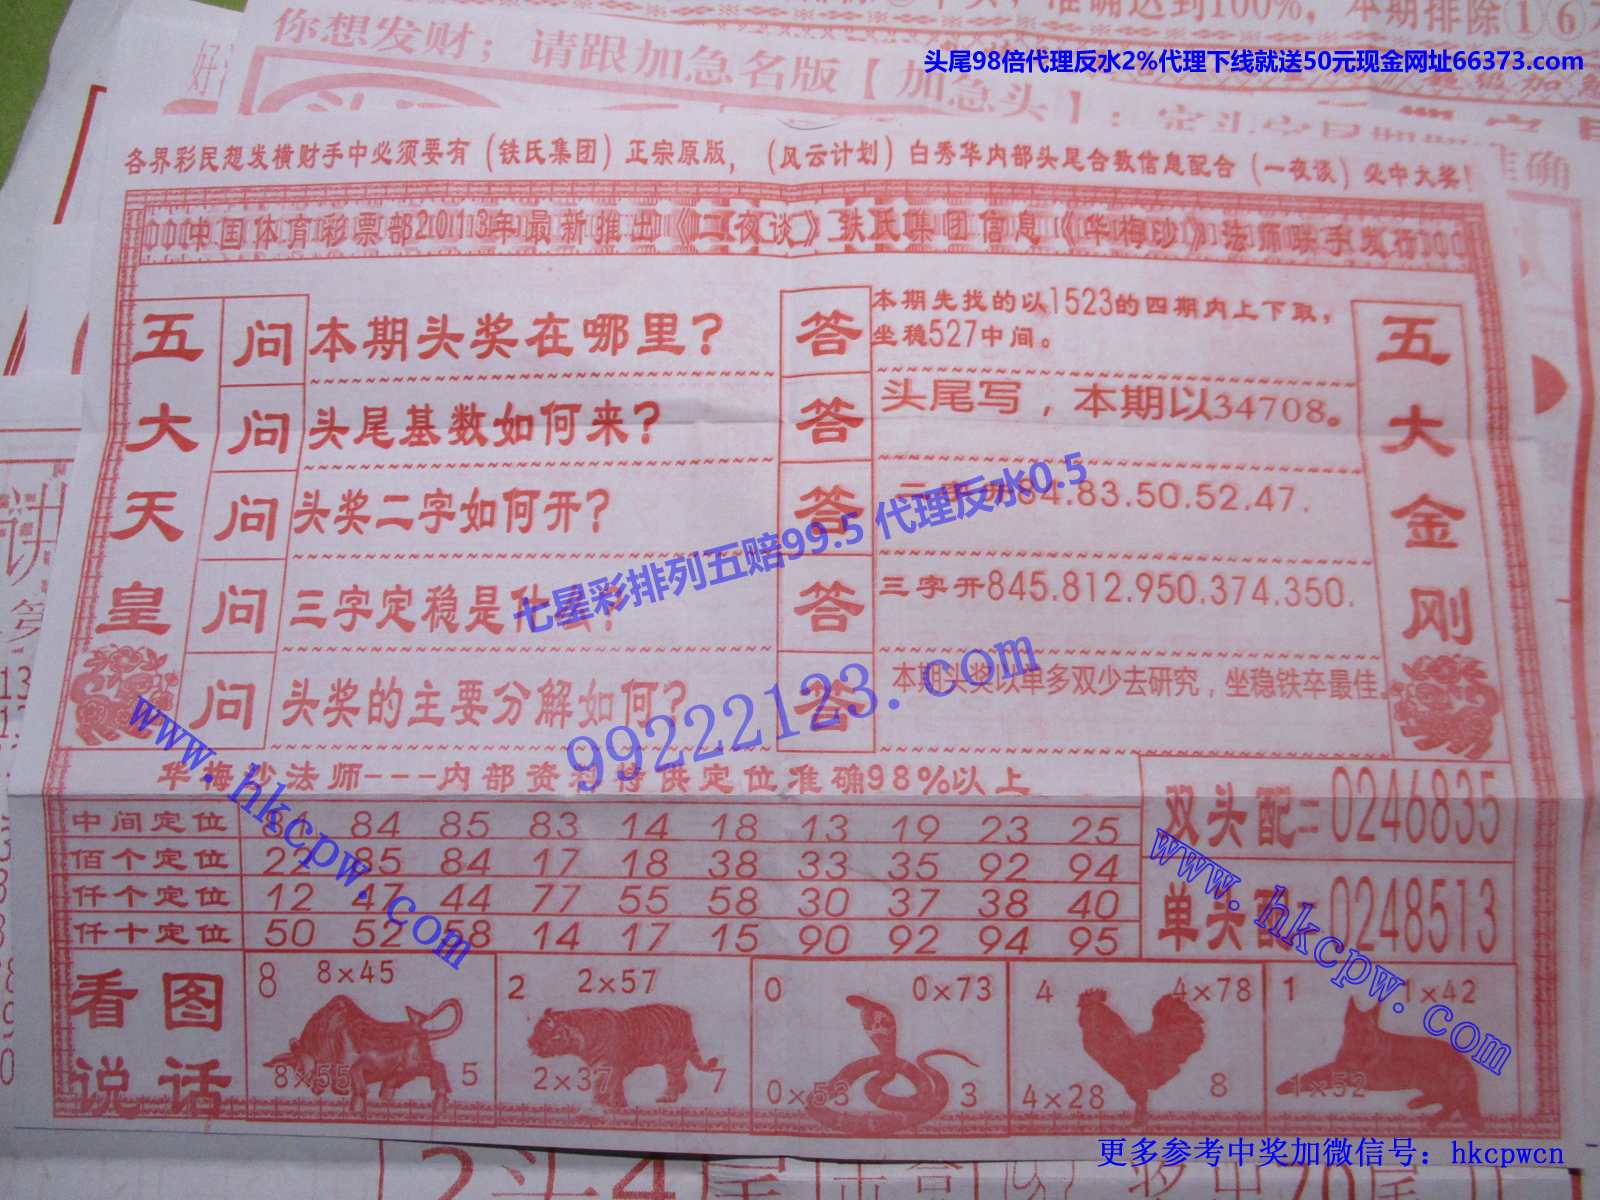 你想发财；请跟加急名版【加急头】：
准确达到100%，本期排除①⑥
头尾98倍代理反水2%代理下线就送50元现金网址66373.com
各界彩民想发横财手中必须要有（铁氏集团）正宗原版，（风云计划）白秀华内部头尾合数信息配合（一夜谈）必中大奖！
中国体育彩票部2013年最新推出《二夜谈》铁氏集团信息《华梅沙》法师联手发行
五大天皇
问 本期头奖在哪里？
答 本期先找的以1523的四期内上下取，
坐稳527中间。
问 头尾基数如何来？
答 头尾写，本期以34708。
问 头奖二字如何开？
答 84.83.50.52.47.
问 三字定稳是什么？
答 三字开845.812.950.374.350.
问 头奖的主要分解如何？
答 本期头奖以单多双少去研究，坐稳铁卒最佳。
五大金刚
七星彩排列五赔99.5 代理反水0.5
99222123.com
www.hkcpw.com
www.hkcpw.com
华梅沙法师---内部资料特供定位准确98%以上
中间定位 84 85 83 14 18 13 19 23 25
佰个定位 22 85 84 17 18 38 33 35 92 94
仟个定位 12 47 44 77 55 58 30 37 38 40
仟十定位 50 52 58 14 17 15 90 92 94 95
双头配=0246835
单头配=0248513
看图说话
8 8×45
8×55 5
2 2×57
2×37 7
0 0×73
0×53 3
4 4×78
4×28 8
1 1×42
1×52
更多参考中奖加微信号：hkcpwcn
2头4尾